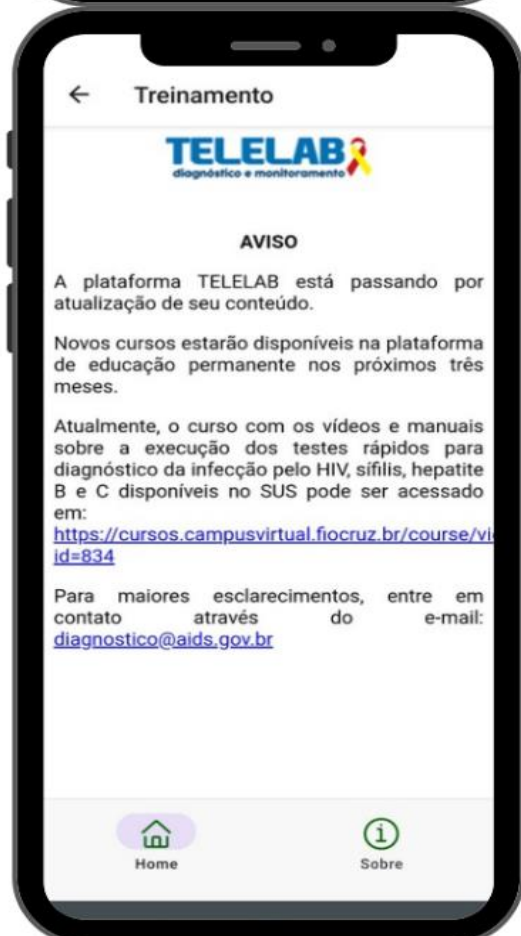 Treinamento
TELELAB
diagnóstico e monitoramento
AVISO
A plataforma TELELAB está passando por
atualização de seu conteúdo.
Novos cursos estarão disponíveis na plataforma
de educação permanente nos próximos três
meses.
Atualmente, o curso com os vídeos e manuais
sobre a execução dos testes rápidos para
diagnóstico da infecção pelo HIV, sífilis, hepatite
B e C disponíveis no SUS pode ser acessado
em:
https://cursos.campusvirtual.fiocruz.br/course/vi
id=834
Para maiores esclarecimentos, entre em
contato através do e-mail:
diagnostico@aids.gov.br
Home
Sobre